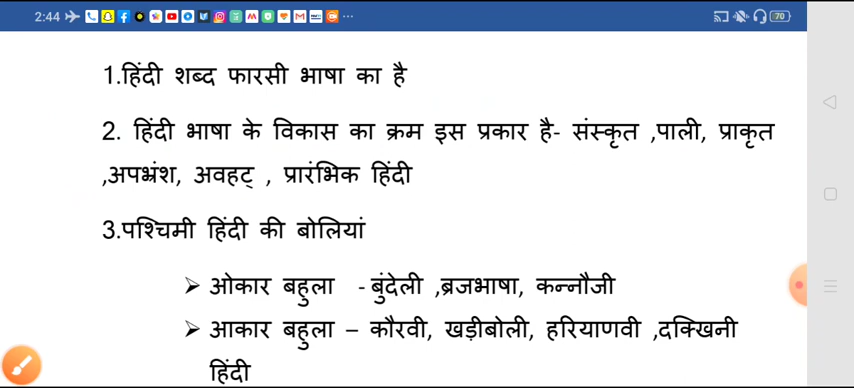 2:44
70
1.हिंदी शब्द फारसी भाषा का है
2. हिंदी भाषा के विकास का क्रम इस प्रकार है- संस्कृत ,पाली, प्राकृत
,अपभ्रंश, अवहट् , प्रारंभिक हिंदी
3.पश्चिमी हिंदी की बोलियां
➢ ओकार बहुला -बुंदेली ,ब्रजभाषा, कन्नौजी
➢ आकार बहुला – कौरवी, खड़ीबोली, हरियाणवी ,दक्खिनी
हिंदी